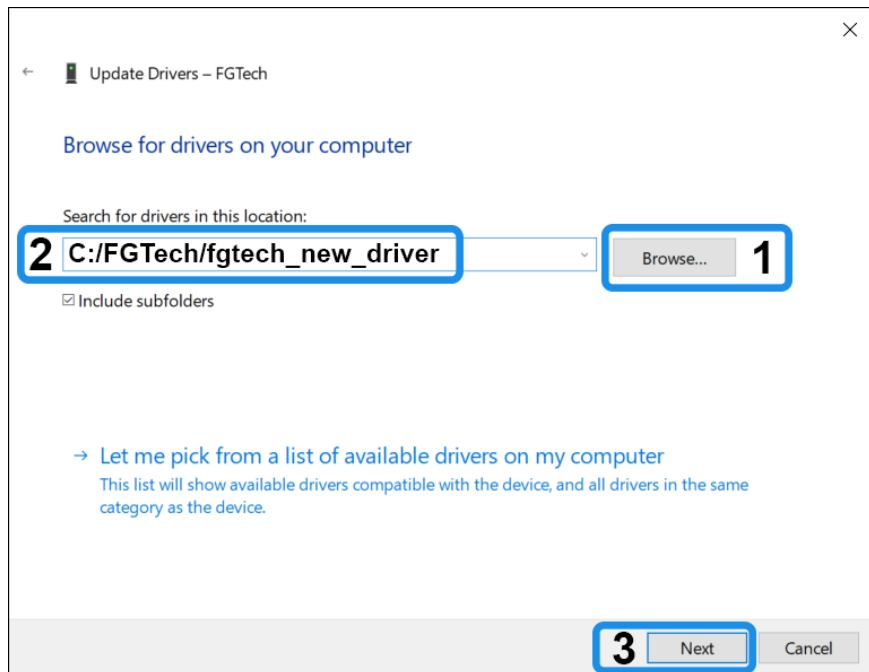 Update Drivers – FGTech
Browse for drivers on your computer
Search for drivers in this location:
2 C:/FGTech/fgtech_new_driver
Browse... 1
Include subfolders
→ Let me pick from a list of available drivers on my computer
This list will show available drivers compatible with the device, and all drivers in the same
category as the device.
3 Next Cancel